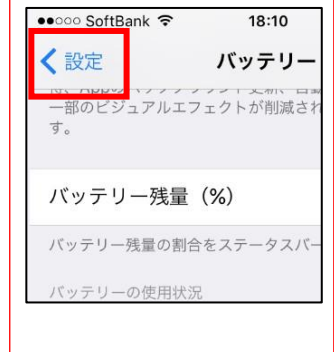 ●●○○○ SoftBank 18:10
設定 バッテリー
一部のビジュアルエフェクトが削減され
す。
バッテリー残量（%）
バッテリー残量の割合をステータスバー
バッテリーの使用状況